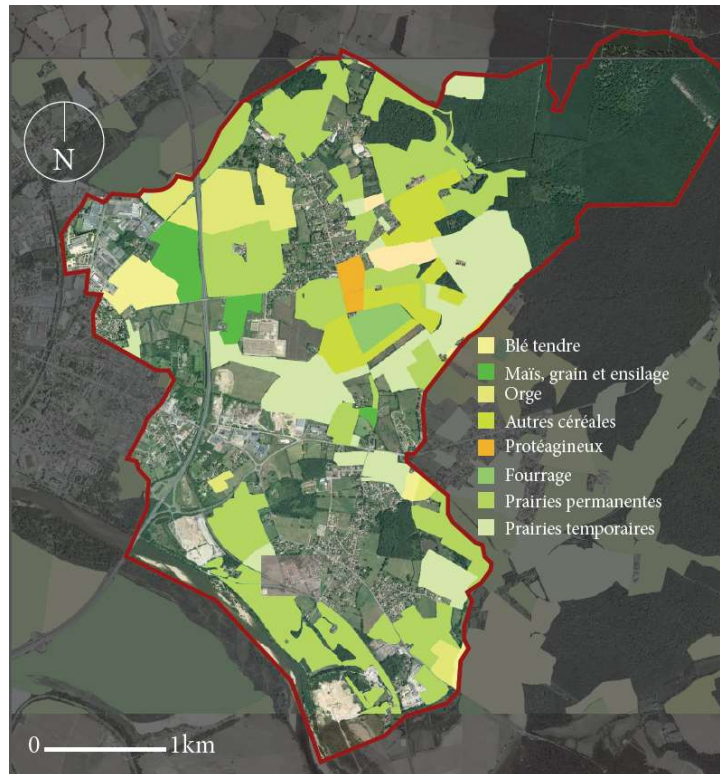 N
Blé tendre
Maïs, grain et ensilage
Orge
Autres céréales
Protéagineux
Fourrage
Prairies permanentes
Prairies temporaires
0 1km